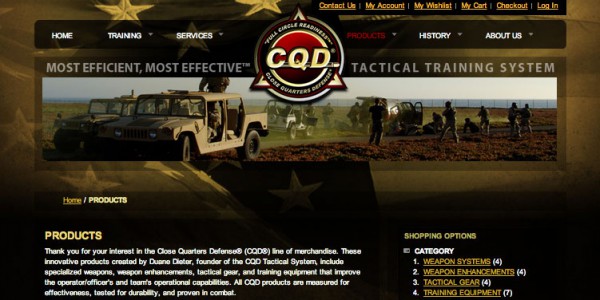 Contact Us | My Account | My Wishlist | My Cart | Checkout | Log In
HOME TRAINING SERVICES PRODUCTS HISTORY ABOUT US
"FULL CIRCLE READINESS"
CQD
CLOSE QUARTERS DEFENSE
MOST EFFICIENT, MOST EFFECTIVE™ TACTICAL TRAINING SYSTEM
Home / PRODUCTS
PRODUCTS
Thank you for your interest in the Close Quarters Defense® (CQD®) line of merchandise. These
innovative products created by Duane Dieter, founder of the CQD Tactical System, include
specialized weapons, weapon enhancements, tactical gear, and training equipment that improve
the operator/officer's and team's operational capabilities. All CQD products are measured for
effectiveness, tested for durability, and proven in combat.
SHOPPING OPTIONS
CATEGORY
1. WEAPON SYSTEMS (4)
2. WEAPON ENHANCEMENTS (4)
3. TACTICAL GEAR (4)
4. TRAINING EQUIPMENT (7)